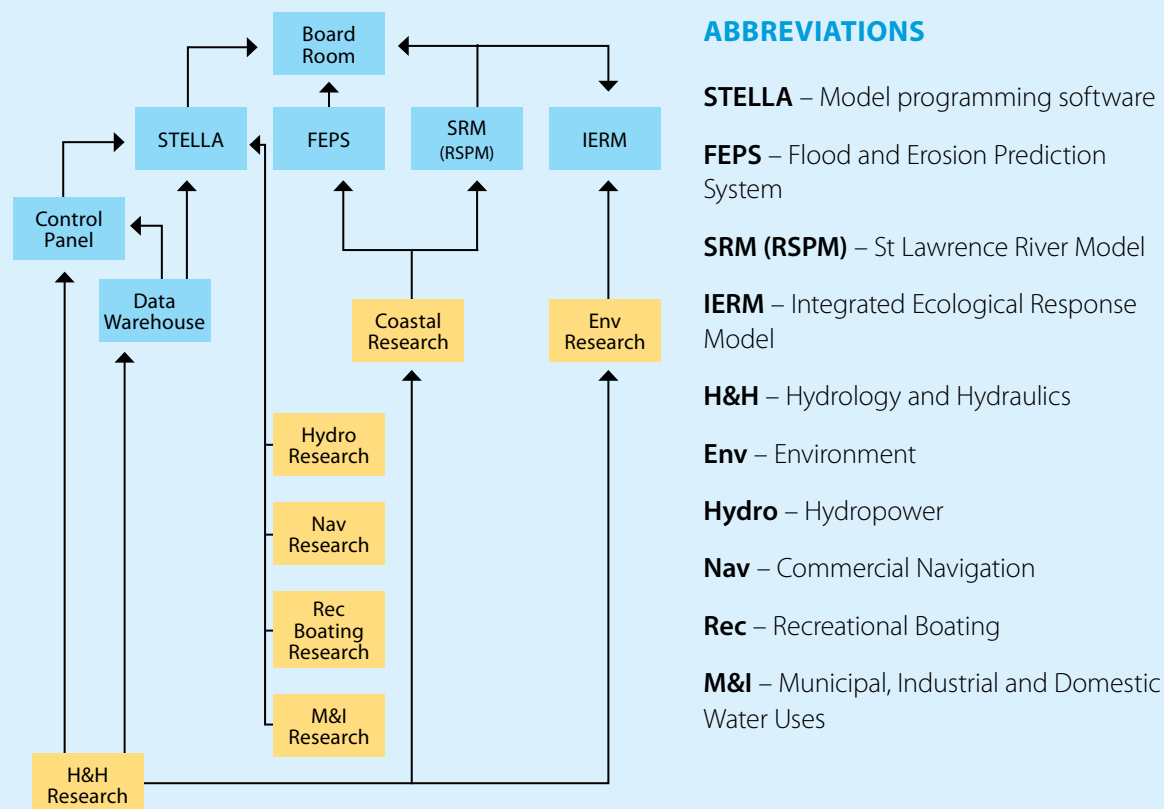 Board
Room
STELLA
FEPS
SRM
(RSPM)
IERM
Control
Panel
Data
Warehouse
Coastal
Research
Env
Research
Hydro
Research
Nav
Research
Rec
Boating
Research
M&I
Research
H&H
Research
ABBREVIATIONS
STELLA – Model programming software
FEPS – Flood and Erosion Prediction
System
SRM (RSPM) – St Lawrence River Model
IERM – Integrated Ecological Response
Model
H&H – Hydrology and Hydraulics
Env – Environment
Hydro – Hydropower
Nav – Commercial Navigation
Rec – Recreational Boating
M&I – Municipal, Industrial and Domestic
Water Uses